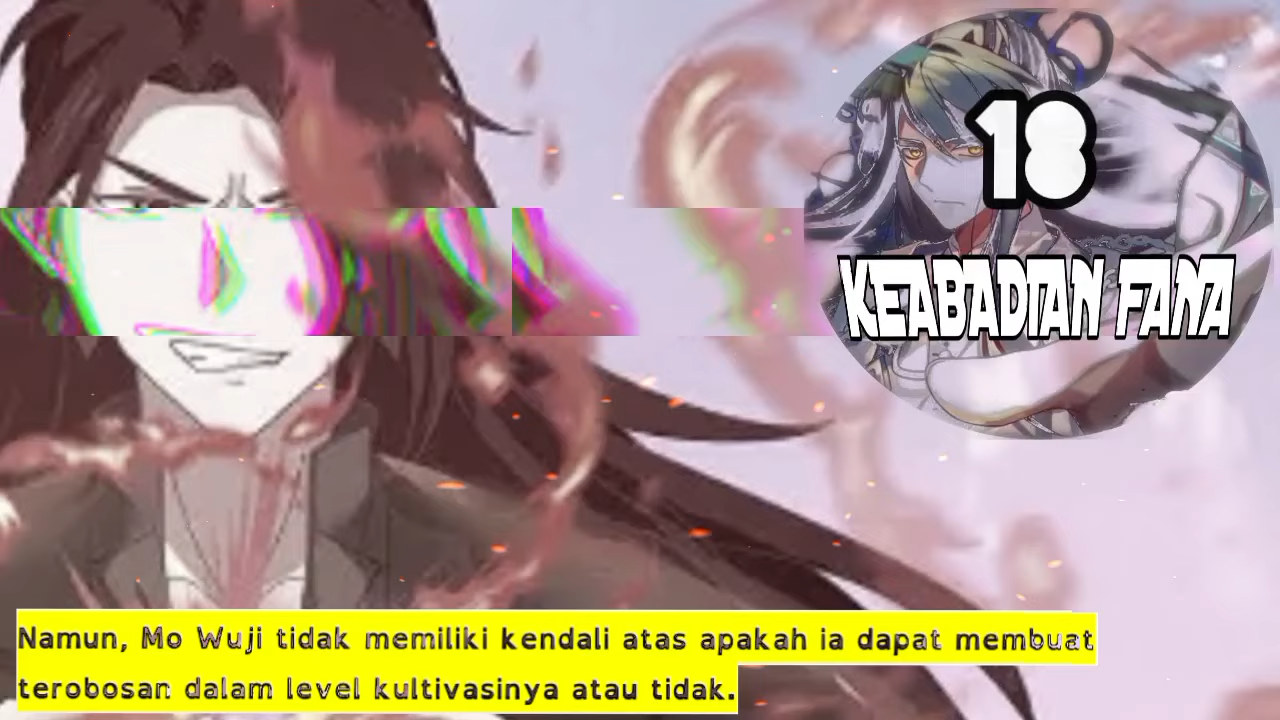 18
KEABADIAN FANA
Namun, Mo Wuji tidak memiliki kendali atas apakah ia dapat membuat
terobosan dalam level kultivasinya atau tidak.